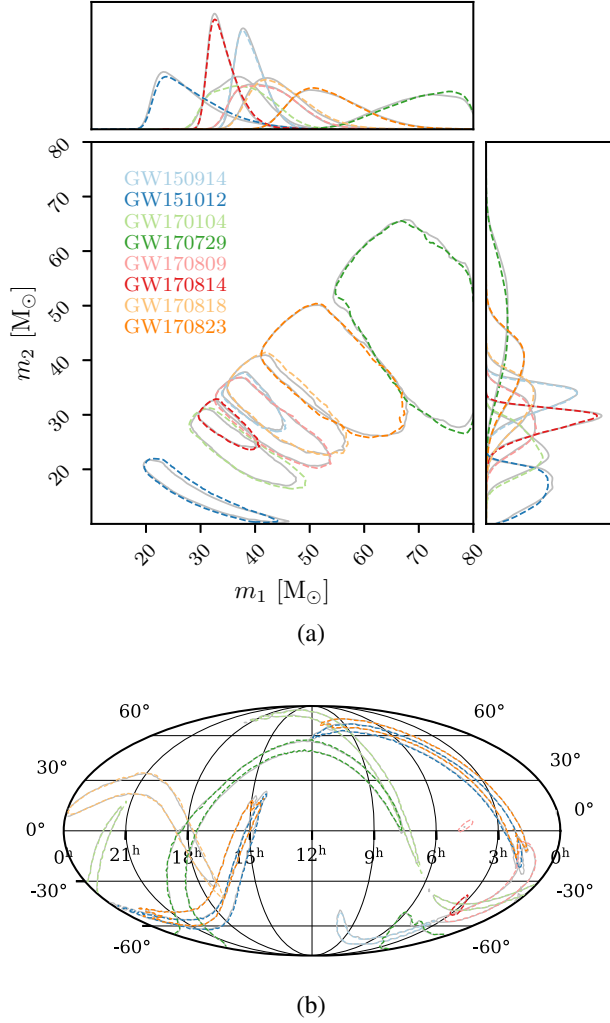 80
70
60
50
40
30
20
m₂ [M⊙]
GW150914
GW151012
GW170104
GW170729
GW170809
GW170814
GW170818
GW170823
20 30 40 50 60 70 80
m₁ [M⊙]
(a)
60° 60°
30° 30°
0° 0°
0ʰ 21ʰ 18ʰ 15ʰ 12ʰ 9ʰ 6ʰ 3ʰ 0ʰ
-30° -30°
-60° -60°
(b)